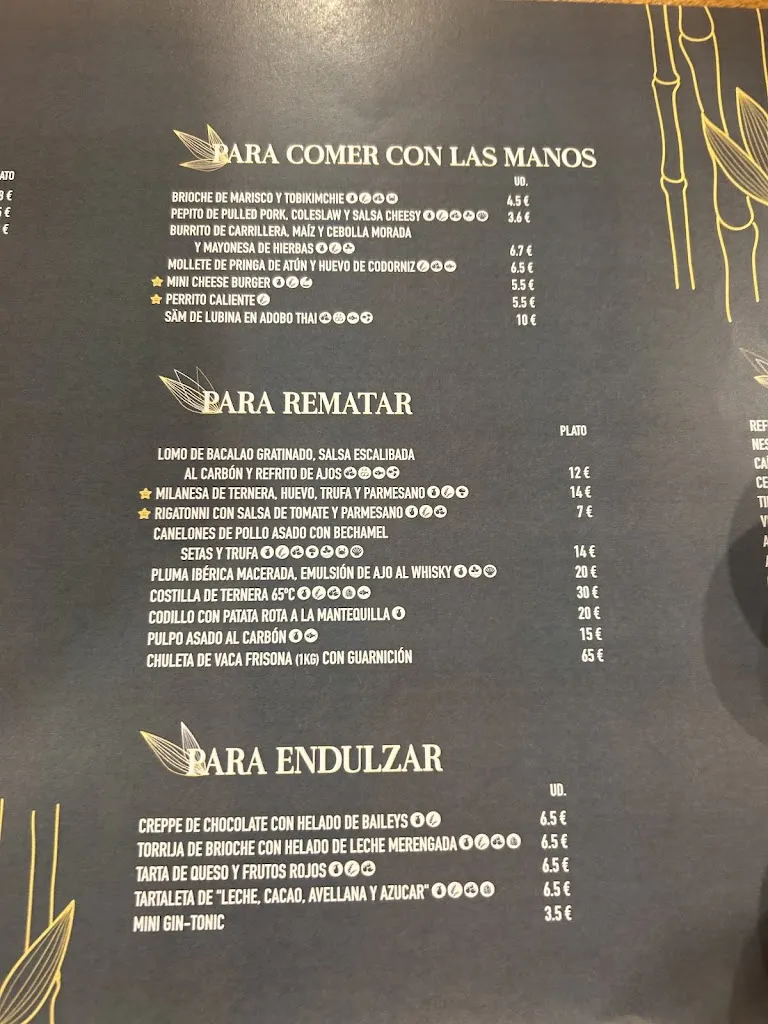 PARA COMER CON LAS MANOS
UD.
BRIOCHE DE MARISCO Y TOBIKIMCHIE 4.5 €
PEPITO DE PULLED PORK, COLESLAW Y SALSA CHEESY 3.6 €
BURRITO DE CARRILLERA, MAÍZ Y CEBOLLA MORADA
Y MAYONESA DE HIERBAS 6.7 €
MOLLETE DE PRINGA DE ATÚN Y HUEVO DE CODORNIZ 6.5 €
MINI CHEESE BURGER 5.5 €
PERRITO CALIENTE 5.5 €
SÄM DE LUBINA EN ADOBO THAI 10 €
PARA REMATAR
PLATO
LOMO DE BACALAO GRATINADO, SALSA ESCALIBADA
AL CARBÓN Y REFRITO DE AJOS 12 €
MILANESA DE TERNERA, HUEVO, TRUFA Y PARMESANO 14 €
RIGATONNI CON SALSA DE TOMATE Y PARMESANO 7 €
CANELONES DE POLLO ASADO CON BECHAMEL
SETAS Y TRUFA 14 €
PLUMA IBÉRICA MACERADA, EMULSIÓN DE AJO AL WHISKY 20 €
COSTILLA DE TERNERA 65ºC 30 €
CODILLO CON PATATA ROTA A LA MANTEQUILLA 20 €
PULPO ASADO AL CARBÓN 15 €
CHULETA DE VACA FRISONA (1KG) CON GUARNICIÓN 65 €
PARA ENDULZAR
UD.
CREPPE DE CHOCOLATE CON HELADO DE BAILEYS 6.5 €
TORRIJA DE BRIOCHE CON HELADO DE LECHE MERENGADA 6.5 €
TARTA DE QUESO Y FRUTOS ROJOS 6.5 €
TARTALETA DE "LECHE, CACAO, AVELLANA Y AZUCAR" 6.5 €
MINI GIN-TONIC 3.5 €